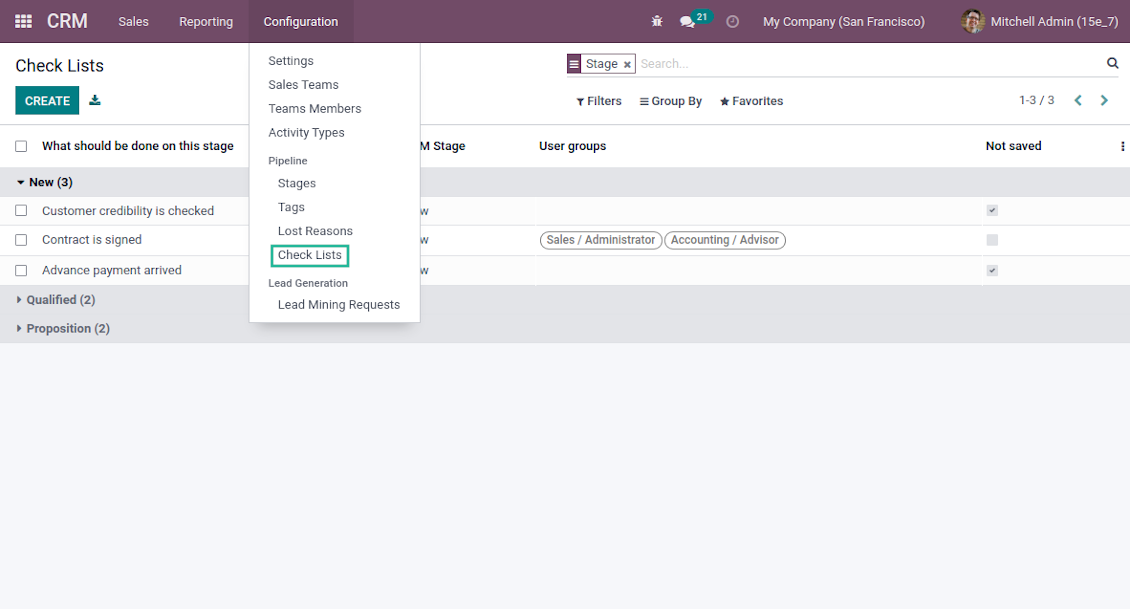 CRM Sales Reporting Configuration 21 My Company (San Francisco) Mitchell Admin (15e_7)
Check Lists
Stage × Search...
CREATE
Filters Group By Favorites 1-3 / 3
Settings
Sales Teams
Teams Members
Activity Types
Pipeline
Stages
Tags
Lost Reasons
Check Lists
Lead Generation
Lead Mining Requests
What should be done on this stage M Stage User groups Not saved
New (3)
Customer credibility is checked w
Contract is signed w Sales / Administrator Accounting / Advisor
Advance payment arrived w
Qualified (2)
Proposition (2)